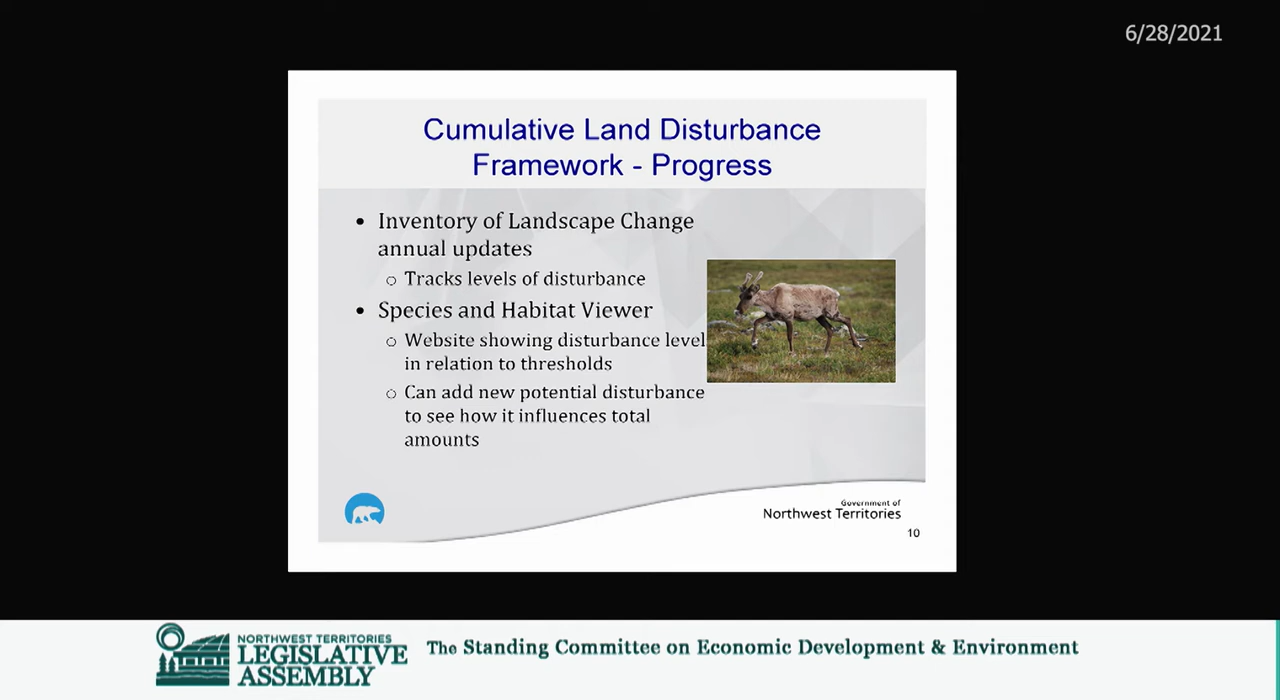 6/28/2021
Cumulative Land Disturbance
Framework - Progress
• Inventory of Landscape Change
annual updates
o Tracks levels of disturbance
• Species and Habitat Viewer
o Website showing disturbance level
in relation to thresholds
o Can add new potential disturbance
to see how it influences total
amounts
Government of
Northwest Territories
10
NORTHWEST TERRITORIES
LEGISLATIVE
ASSEMBLY
The Standing Committee on Economic Development & Environment